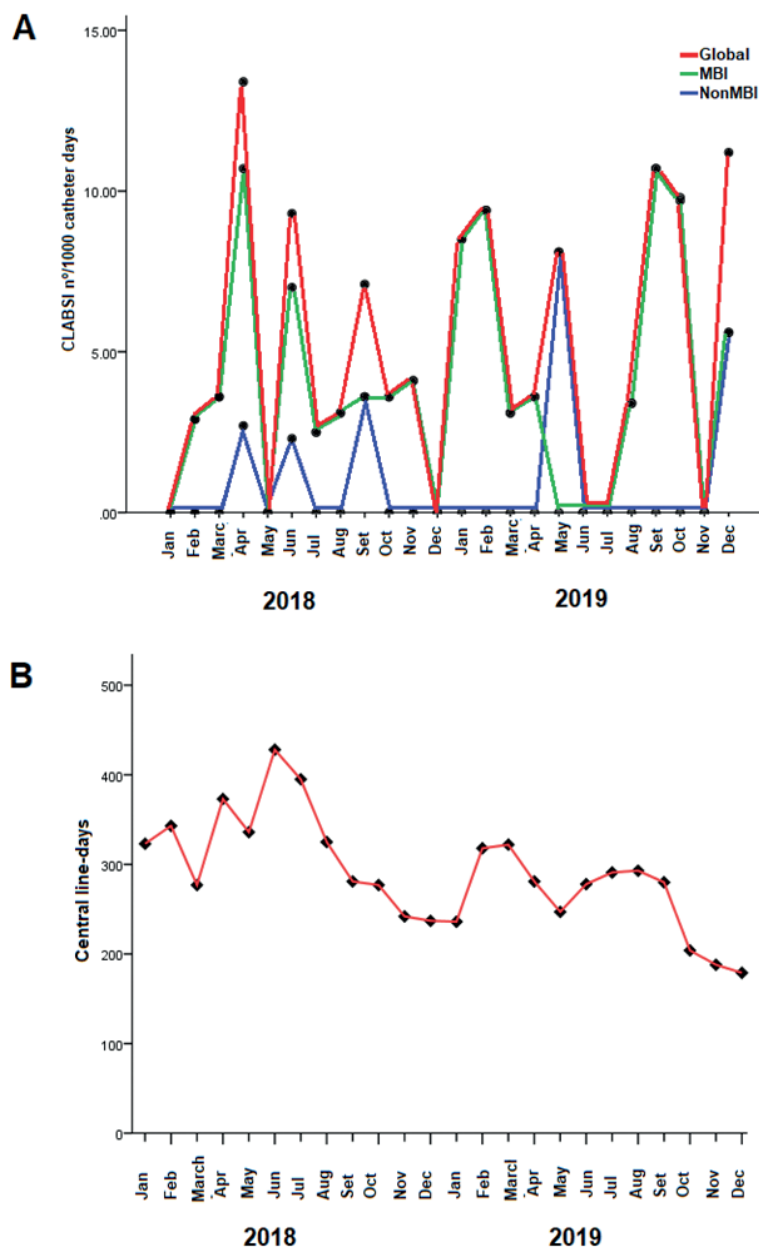 A
15.00
10.00
5.00
.00
CLABSI nº/1000 catheter days
Global
MBI
NonMBI
Jan Feb Marc Apr May Jun Jul Aug Set Oct Nov Dec Jan Feb Marc Apr May Jun Jul Aug Set Oct Nov Dec
2018 2019
B
500
400
300
200
100
0
Central line-days
Jan Feb March Apr May Jun Jul Aug Set Oct Nov Dec Jan Feb Marcl Apr May Jun Jul Aug Set Oct Nov Dec
2018 2019